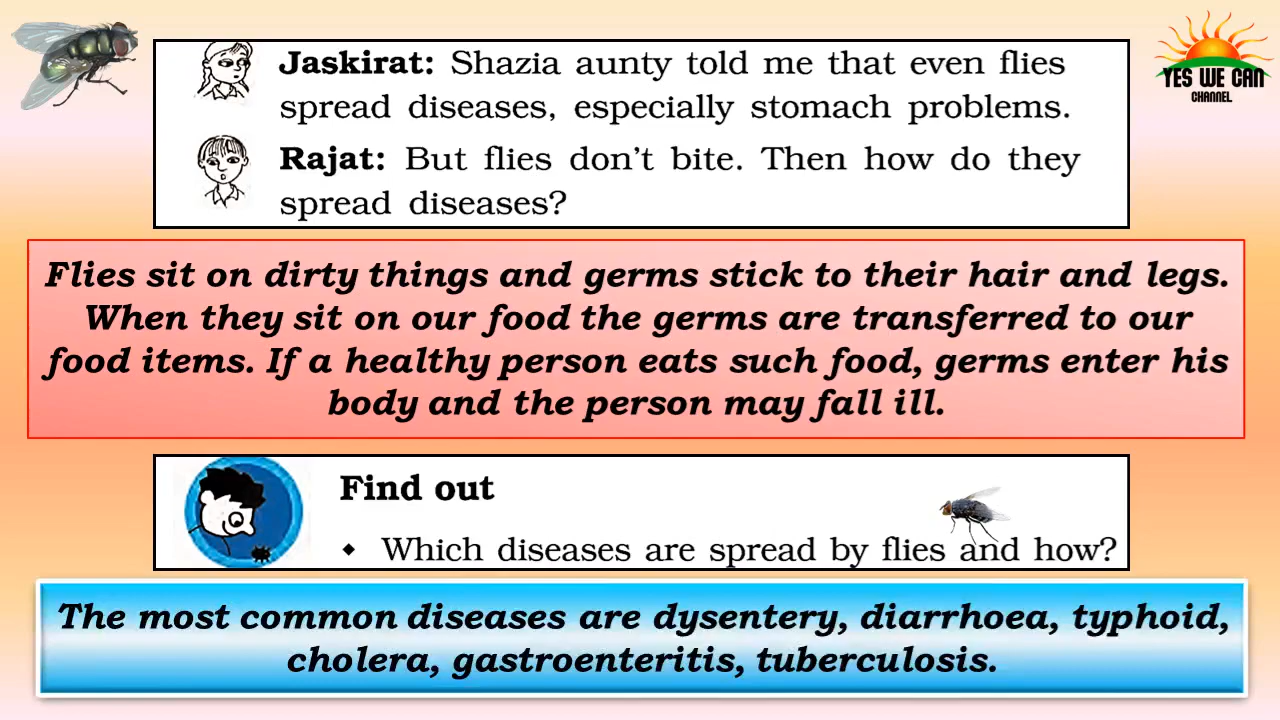 YES WE CAN
CHANNEL
Jaskirat: Shazia aunty told me that even flies
spread diseases, especially stomach problems.
Rajat: But flies don't bite. Then how do they
spread diseases?
Flies sit on dirty things and germs stick to their hair and legs.
When they sit on our food the germs are transferred to our
food items. If a healthy person eats such food, germs enter his
body and the person may fall ill.
Find out
◆ Which diseases are spread by flies and how?
The most common diseases are dysentery, diarrhoea, typhoid,
cholera, gastroenteritis, tuberculosis.